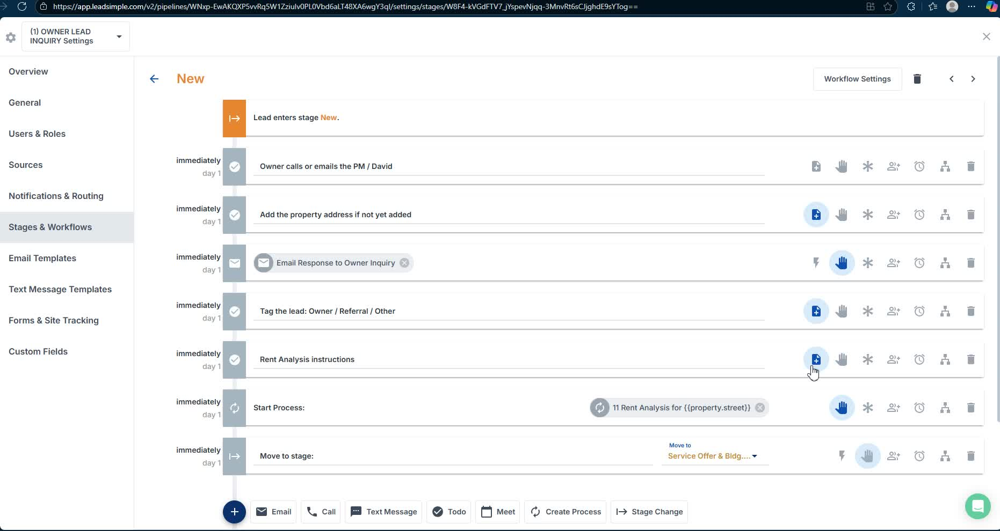 https://app.leadsimple.com/v2/pipelines/WNxp-EwAKQXP5vvRq5W1Zziulv0PL0Vbd6aLT48XA6wgY3qI/settings/stages/W8F4-kVGdFTV7_jYspevNjqq-3MnvRt6sCJjghdE9sYTog==
(1) OWNER LEAD
INQUIRY Settings
Overview
General
Users & Roles
Sources
Notifications & Routing
Stages & Workflows
Email Templates
Text Message Templates
Forms & Site Tracking
Custom Fields
New
Workflow Settings
Lead enters stage New.
immediately
day 1
Owner calls or emails the PM / David
immediately
day 1
Add the property address if not yet added
immediately
day 1
Email Response to Owner Inquiry
immediately
day 1
Tag the lead: Owner / Referral / Other
immediately
day 1
Rent Analysis instructions
immediately
day 1
Start Process:
11 Rent Analysis for {{property.street}}
immediately
day 1
Move to stage:
Move to
Service Offer & Bldg....
Email
Call
Text Message
Todo
Meet
Create Process
Stage Change